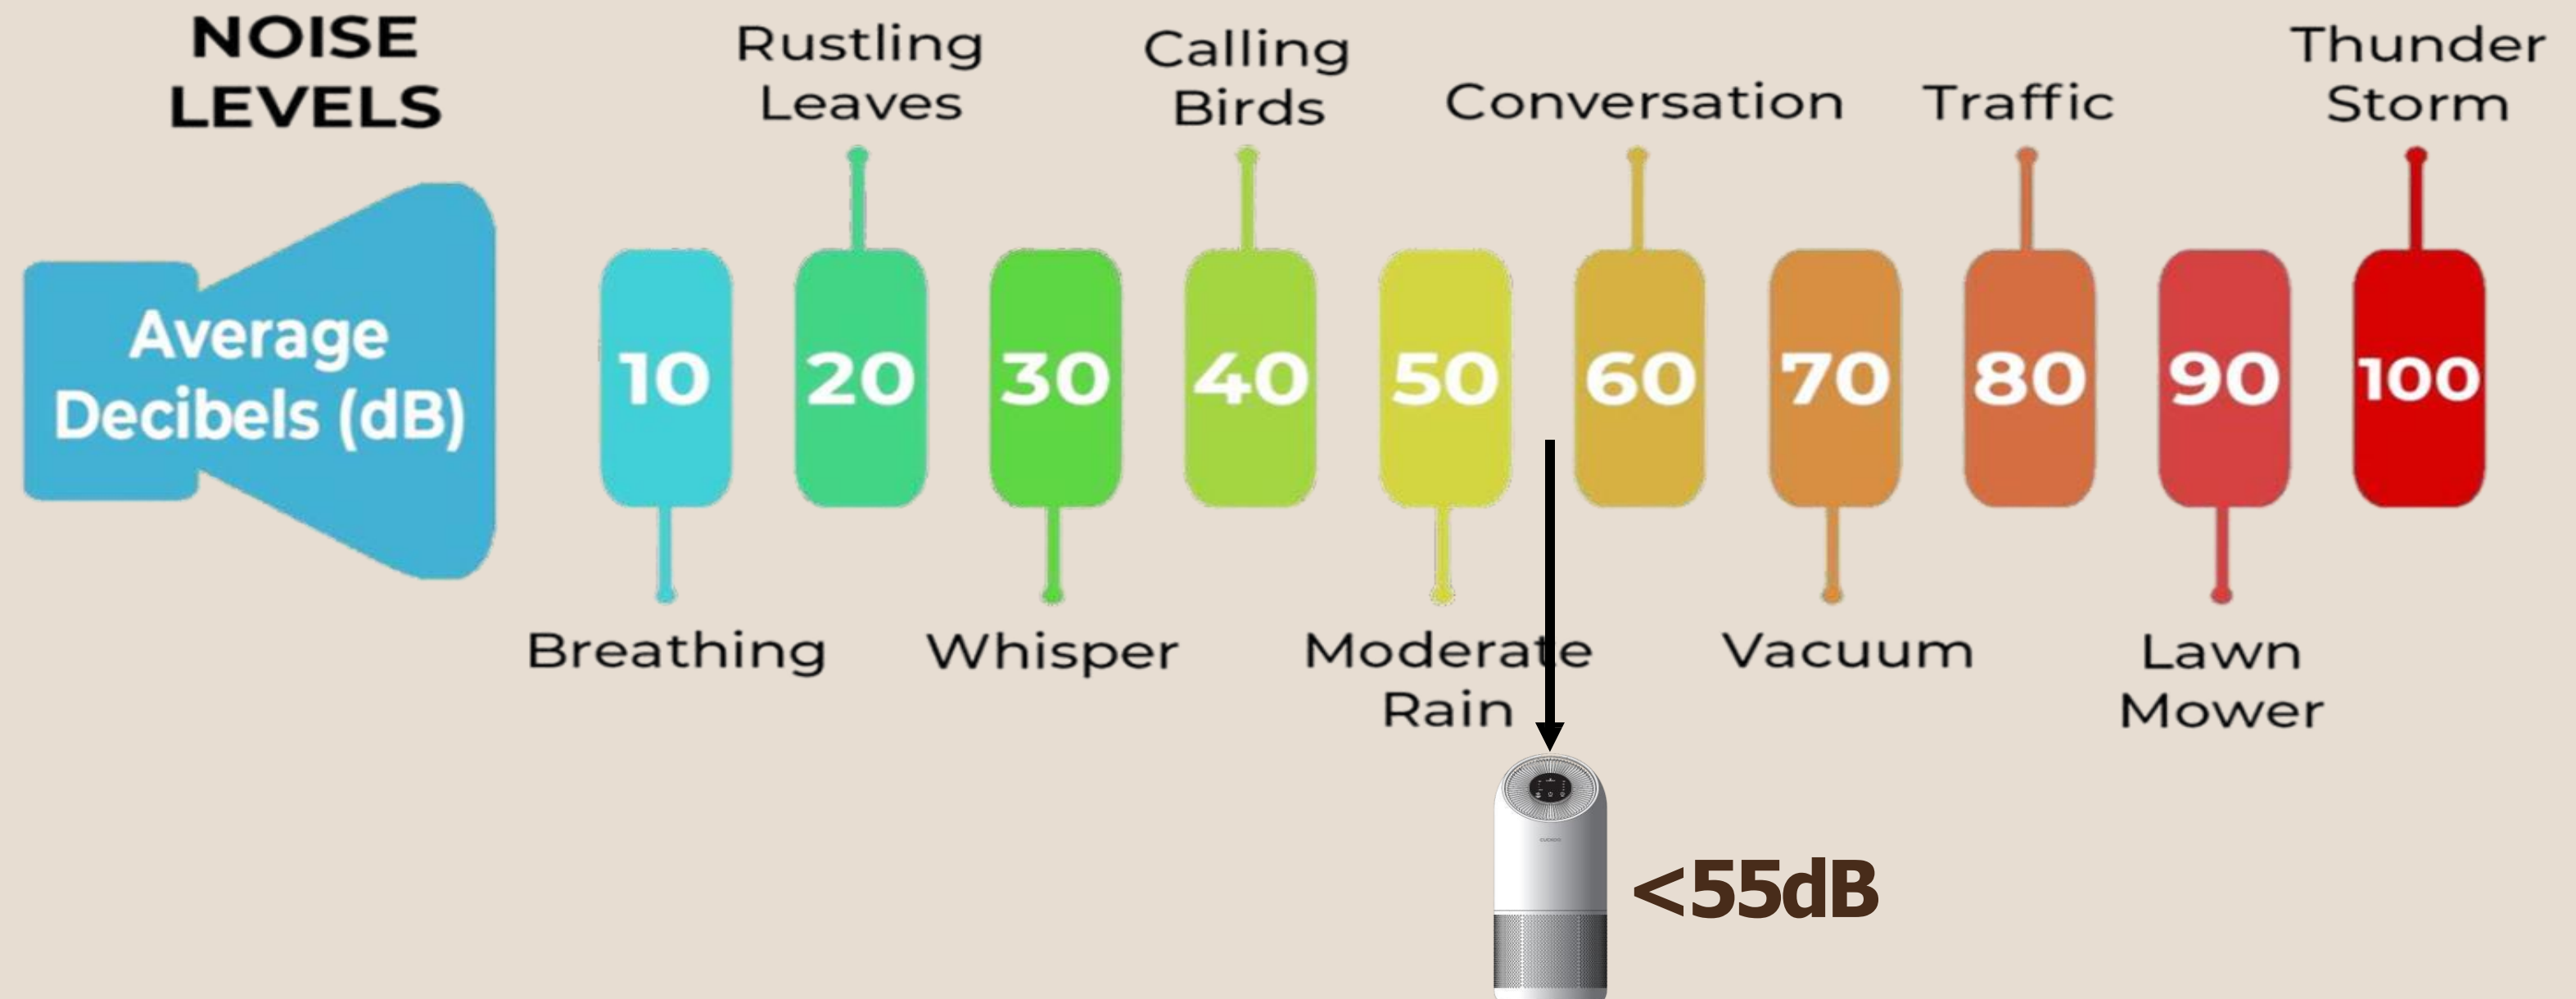 NOISE
LEVELS
Rustling
Leaves
Calling
Birds
Conversation
Traffic
Thunder
Storm
Average
Decibels (dB)
10 20 30 40 50 60 70 80 90 100
Breathing
Whisper
Moderate
Rain
Vacuum
Lawn
Mower
<55dB